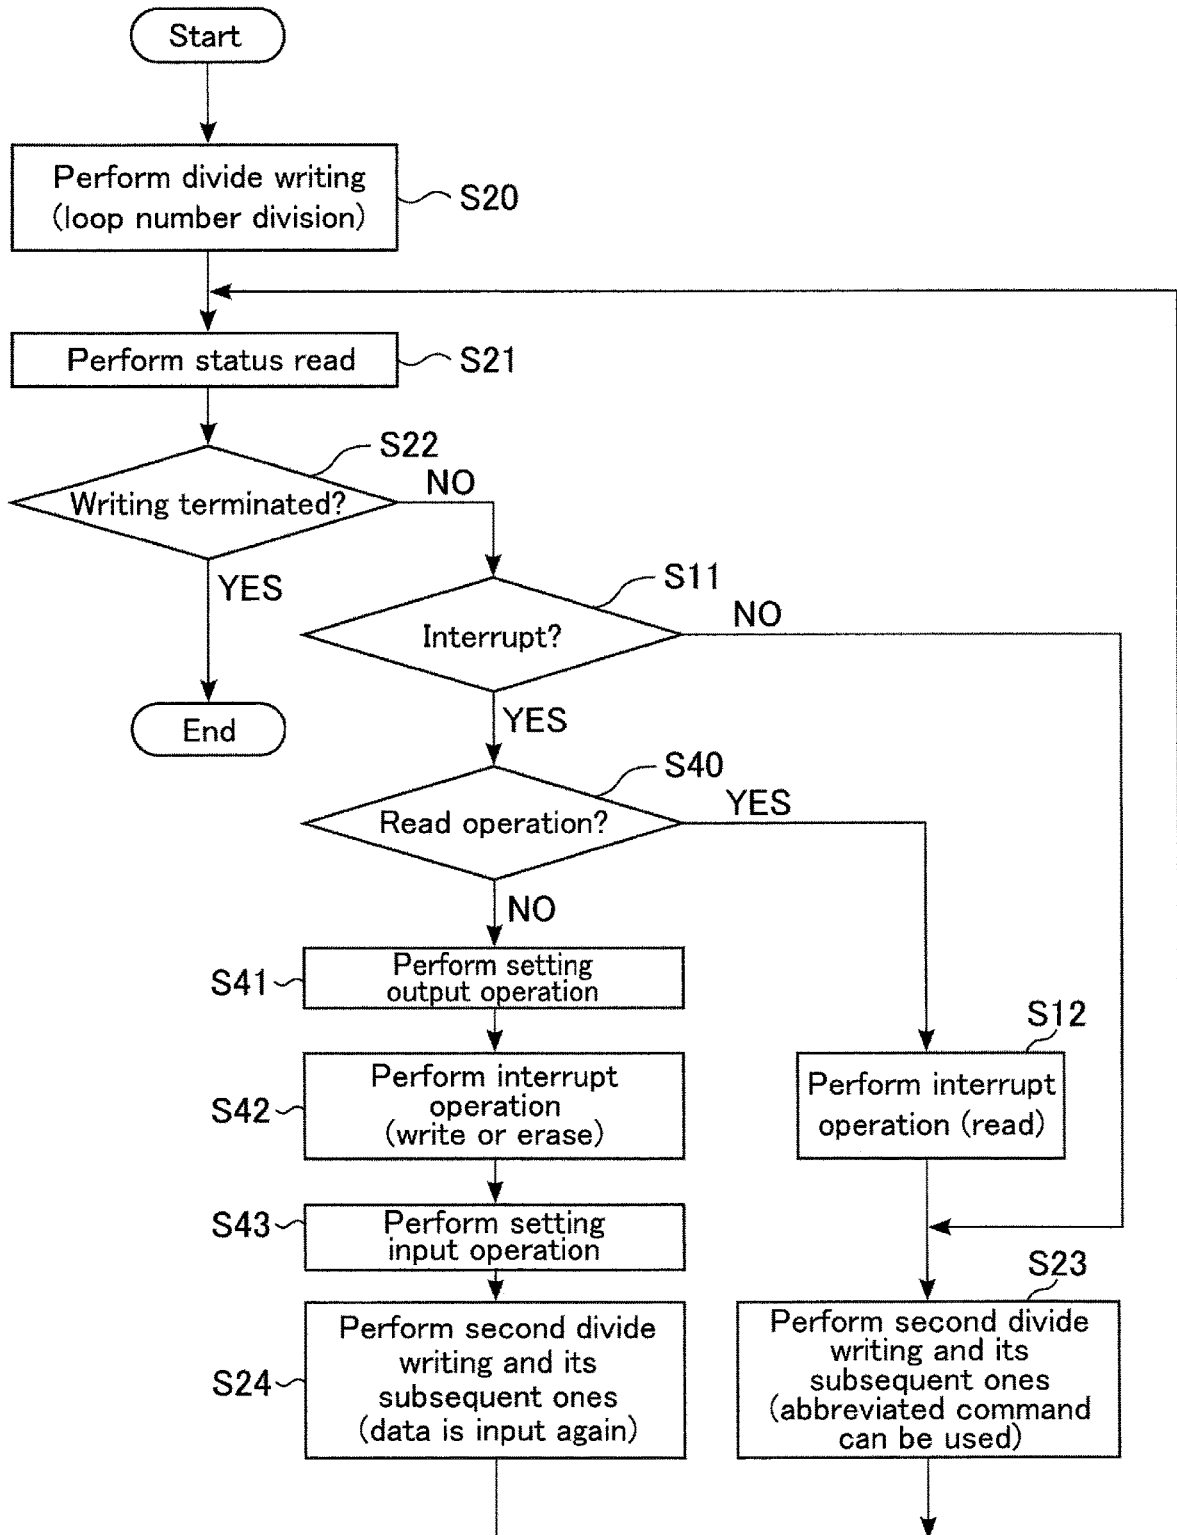 Start
Perform divide writing
(loop number division)
S20
Perform status read
S21
S22
Writing terminated?
NO
YES
S11
Interrupt?
NO
End
YES
S40
Read operation?
YES
NO
S41
Perform setting
output operation
S12
S42
Perform interrupt
operation
(write or erase)
Perform interrupt
operation (read)
S43
Perform setting
input operation
S23
S24
Perform second divide
writing and its
subsequent ones
(data is input again)
Perform second divide
writing and its
subsequent ones
(abbreviated command
can be used)